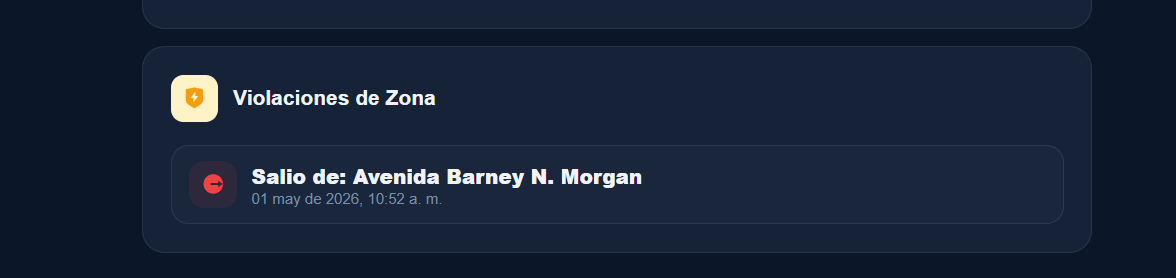 Violaciones de Zona
Salio de: Avenida Barney N. Morgan
01 may de 2026, 10:52 a. m.